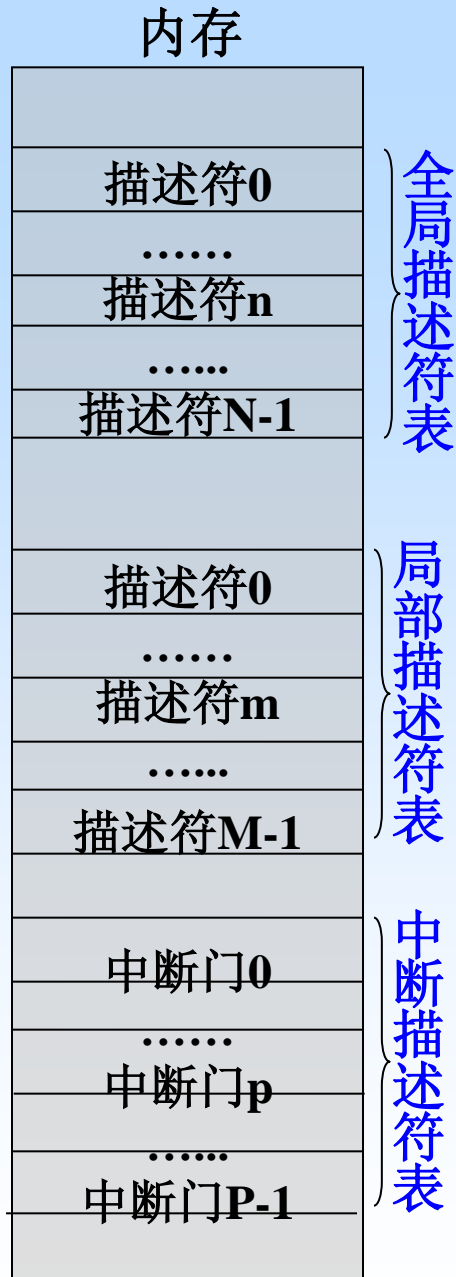 内存
描述符0
……
描述符n
…...
描述符N-1
全局描述符表
描述符0
……
描述符m
…...
描述符M-1
局部描述符表
中断门0
……
中断门p
…...
中断门P-1
中断描述符表